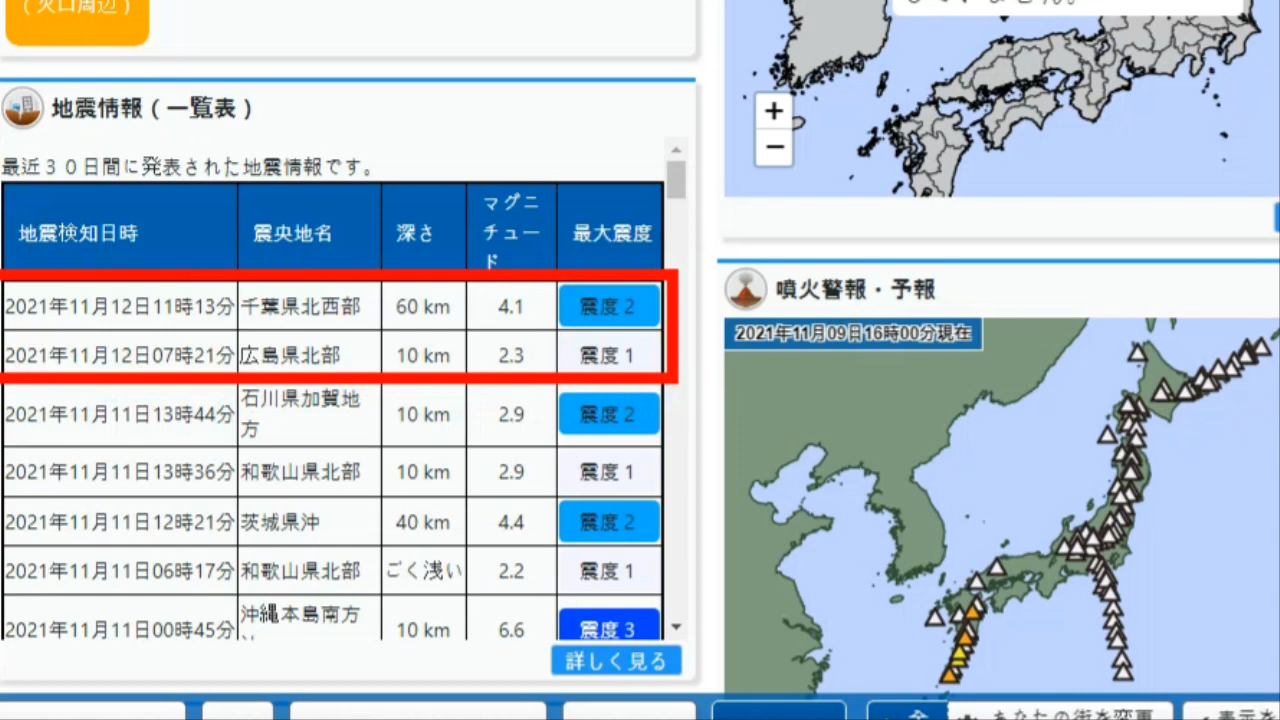 （火口周辺）
地震情報（一覧表）
最近３０日間に発表された地震情報です。
地震検知日時 震央地名 深さ マグニ
チュー
ド 最大震度
2021年11月12日11時13分 千葉県北西部 60 km 4.1 震度 2
2021年11月12日07時21分 広島県北部 10 km 2.3 震度 1
2021年11月11日13時44分 石川県加賀地
方 10 km 2.9 震度 2
2021年11月11日13時36分 和歌山県北部 10 km 2.9 震度 1
2021年11月11日12時21分 茨城県沖 40 km 4.4 震度 2
2021年11月11日06時17分 和歌山県北部 ごく浅い 2.2 震度 1
2021年11月11日00時45分 沖縄本島南方
10 km 6.6 震度 3
詳しく見る
+
−
噴火警報・予報
2021年11月09日16時00分現在
あなたの街を変更